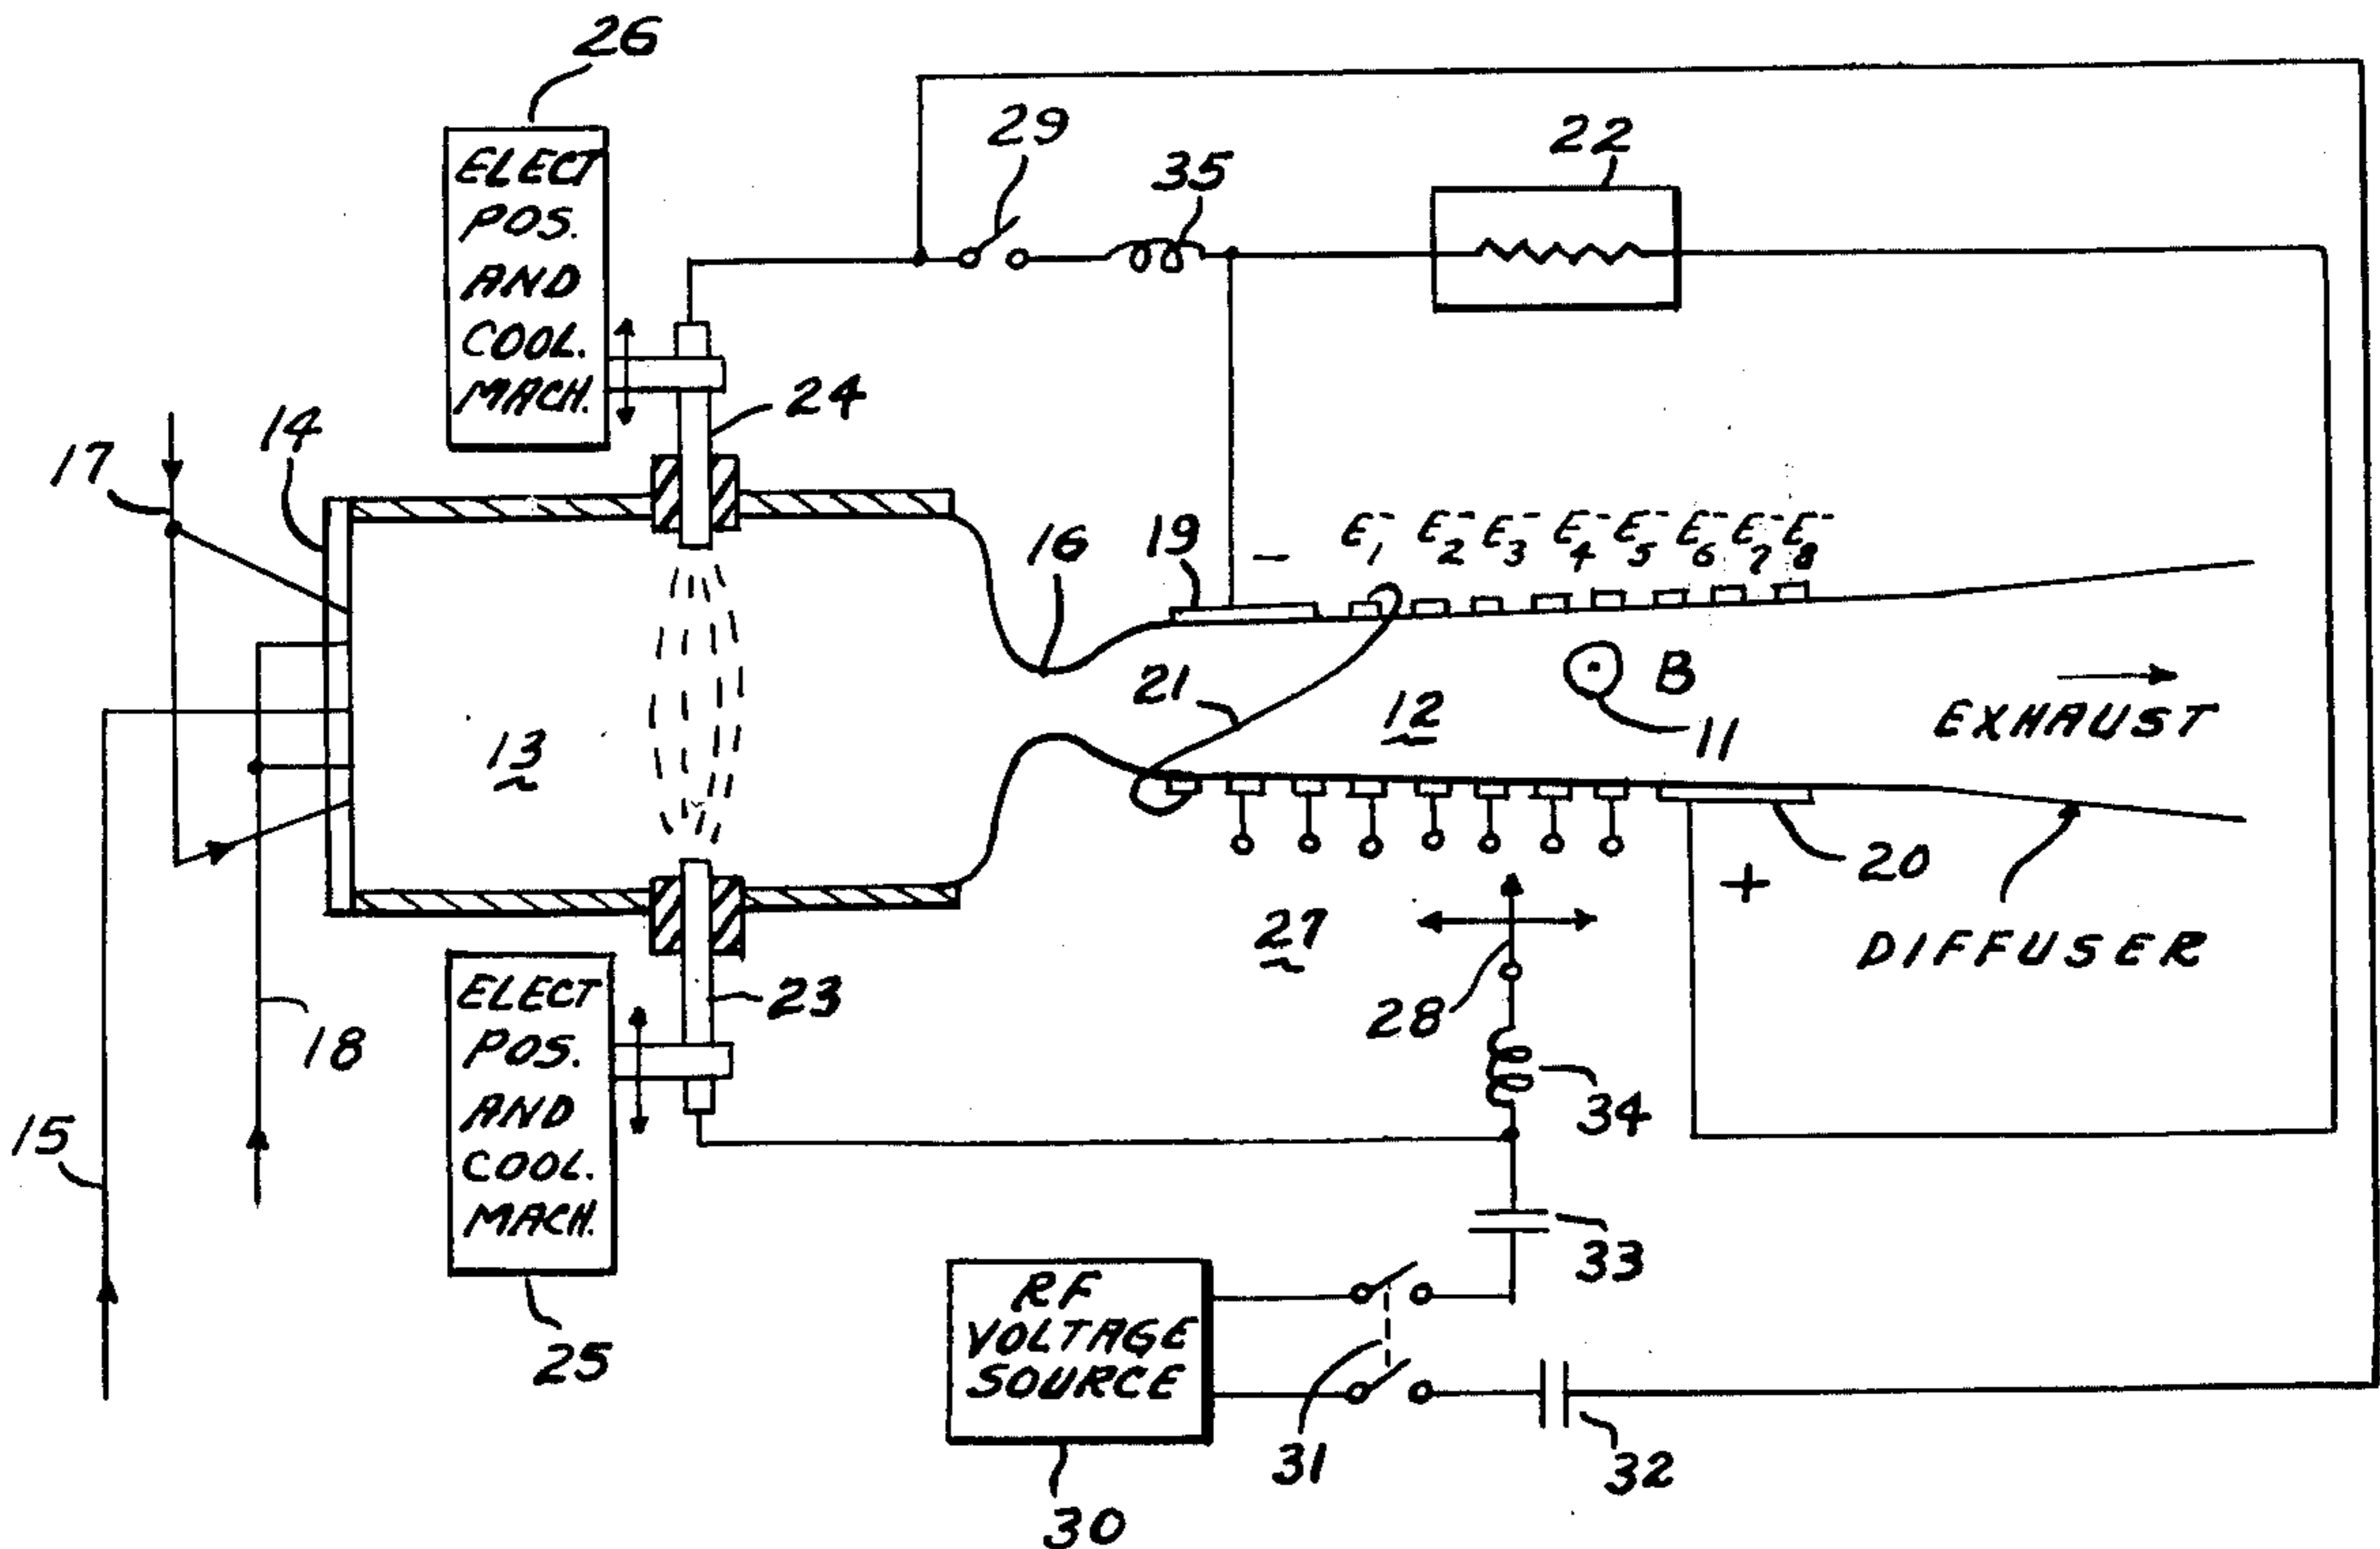 26
29
35
22
ELECT
POS.
AND
COOL.
MACH.
24
14
17
16
19
-
E1- E2- E3- E4- E5- E6- E7- E8-
21
12
B
11
EXHAUST
13
+
20
27
28
DIFFUSER
ELECT
POS.
AND
COOL.
MACH.
23
18
34
15
33
RF
VOLTAGE
SOURCE
25
31
32
30